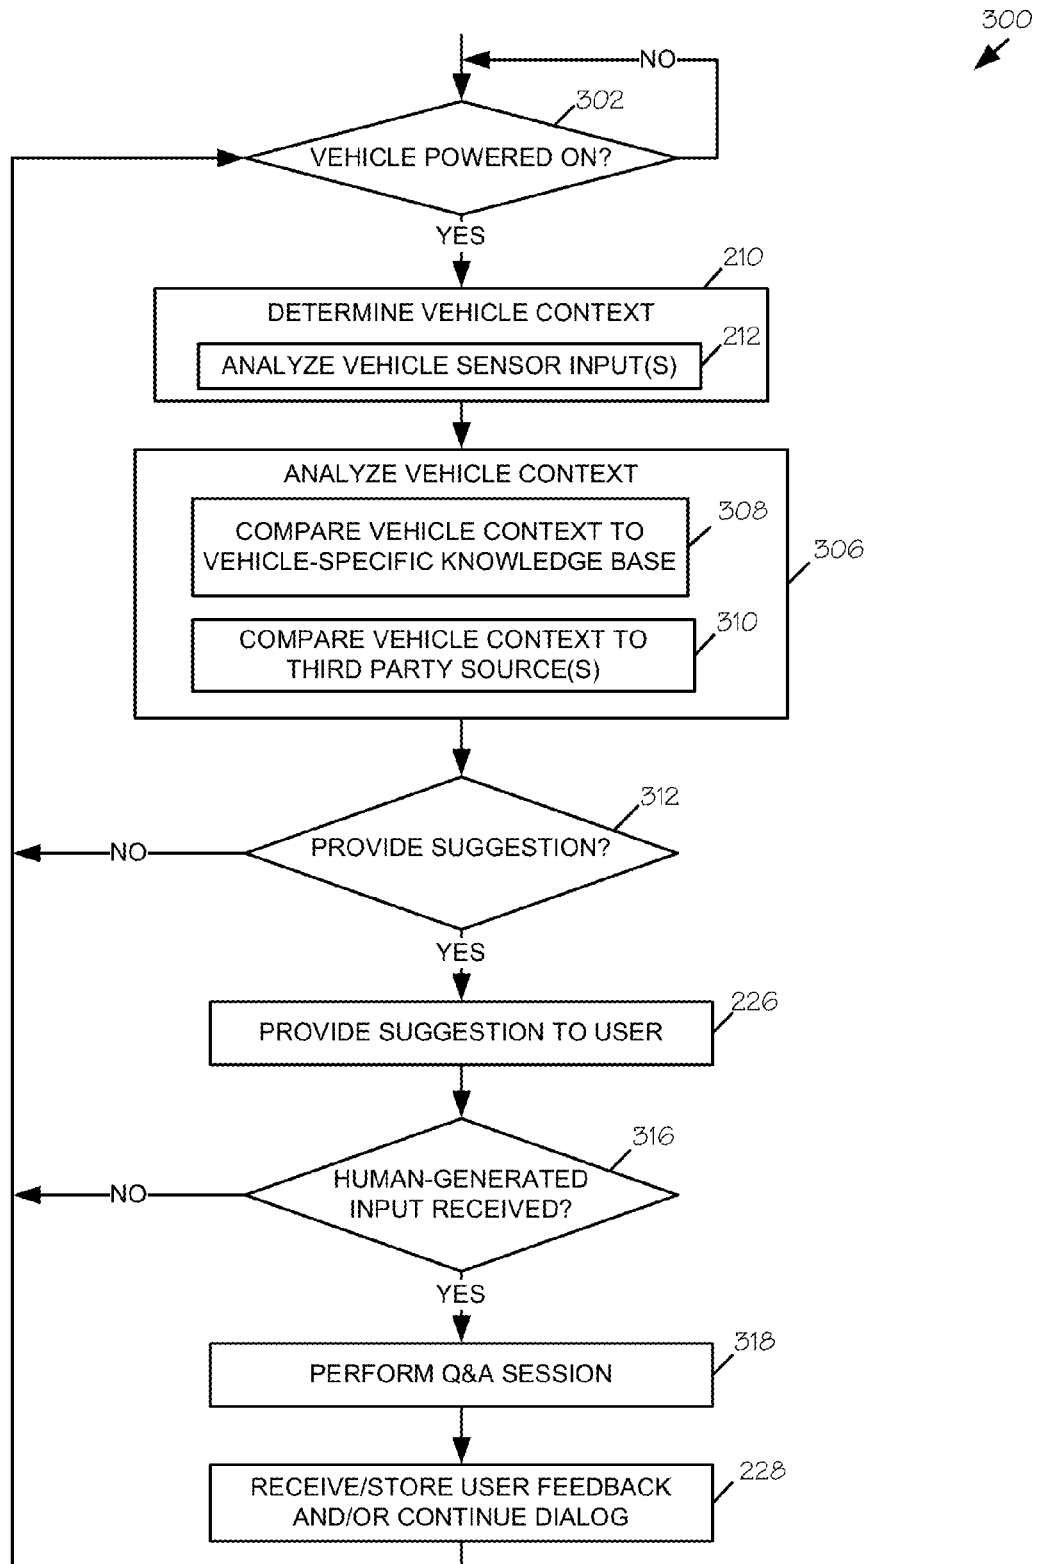 300
NO
302
VEHICLE POWERED ON?
YES
210
DETERMINE VEHICLE CONTEXT
212
ANALYZE VEHICLE SENSOR INPUT(S)
ANALYZE VEHICLE CONTEXT
308
COMPARE VEHICLE CONTEXT TO
VEHICLE-SPECIFIC KNOWLEDGE BASE
306
310
COMPARE VEHICLE CONTEXT TO
THIRD PARTY SOURCE(S)
312
PROVIDE SUGGESTION?
NO
YES
226
PROVIDE SUGGESTION TO USER
316
HUMAN-GENERATED
INPUT RECEIVED?
NO
YES
318
PERFORM Q&A SESSION
228
RECEIVE/STORE USER FEEDBACK
AND/OR CONTINUE DIALOG